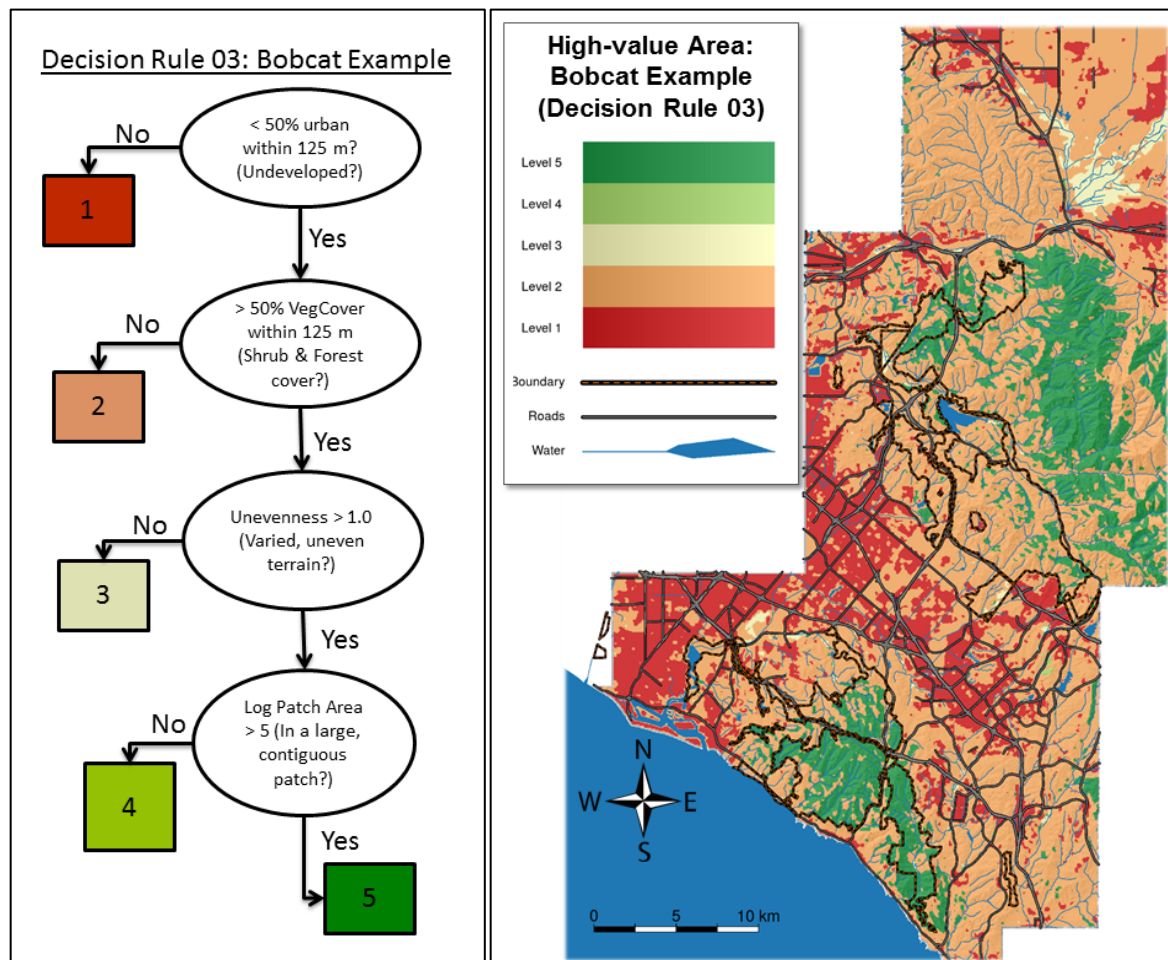 Decision Rule 03: Bobcat Example
< 50% urban
within 125 m?
(Undeveloped?)
No
1
Yes
> 50% VegCover
within 125 m
(Shrub & Forest
cover?)
No
2
Yes
Unevenness > 1.0
(Varied, uneven
terrain?)
No
3
Yes
Log Patch Area
> 5 (In a large,
contiguous
patch?)
No
4
Yes
5
High-value Area:
Bobcat Example
(Decision Rule 03)
Level 5
Level 4
Level 3
Level 2
Level 1
Boundary
Roads
Water
N
W
E
S
0 5 10 km